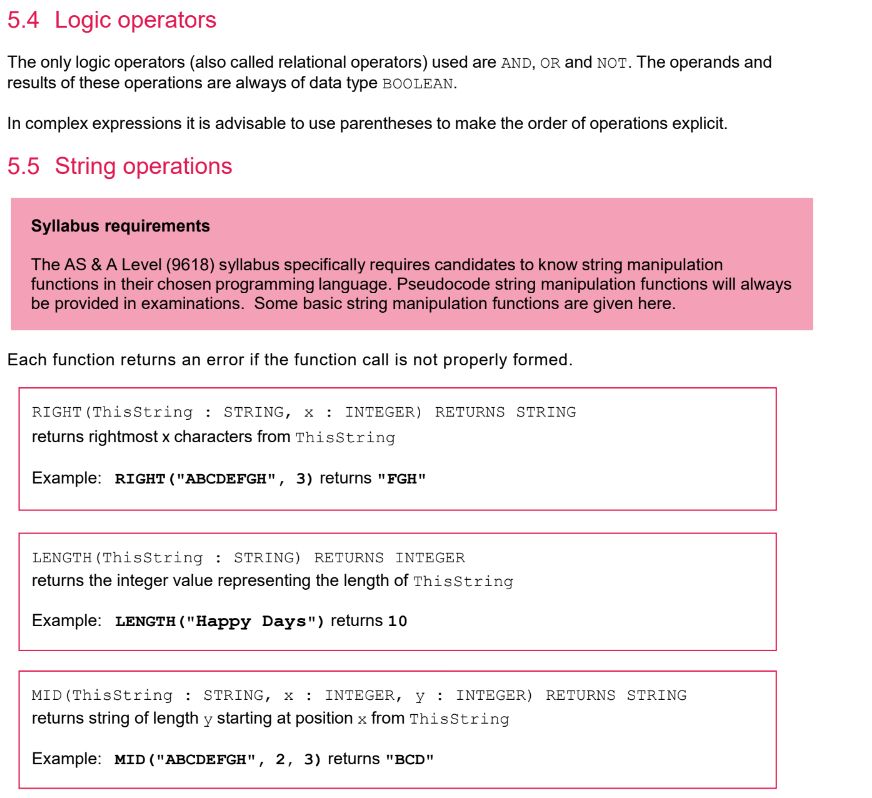 5.4 Logic operators
The only logic operators (also called relational operators) used are AND, OR and NOT. The operands and
results of these operations are always of data type BOOLEAN.
In complex expressions it is advisable to use parentheses to make the order of operations explicit.
5.5 String operations
Syllabus requirements
The AS & A Level (9618) syllabus specifically requires candidates to know string manipulation
functions in their chosen programming language. Pseudocode string manipulation functions will always
be provided in examinations. Some basic string manipulation functions are given here.
Each function returns an error if the function call is not properly formed.
RIGHT(ThisString : STRING, x : INTEGER) RETURNS STRING
returns rightmost x characters from ThisString
Example: RIGHT("ABCDEFGH", 3) returns "FGH"
LENGTH(ThisString : STRING) RETURNS INTEGER
returns the integer value representing the length of ThisString
Example: LENGTH("Happy Days") returns 10
MID(ThisString : STRING, x : INTEGER, y : INTEGER) RETURNS STRING
returns string of length y starting at position x from ThisString
Example: MID("ABCDEFGH", 2, 3) returns "BCD"